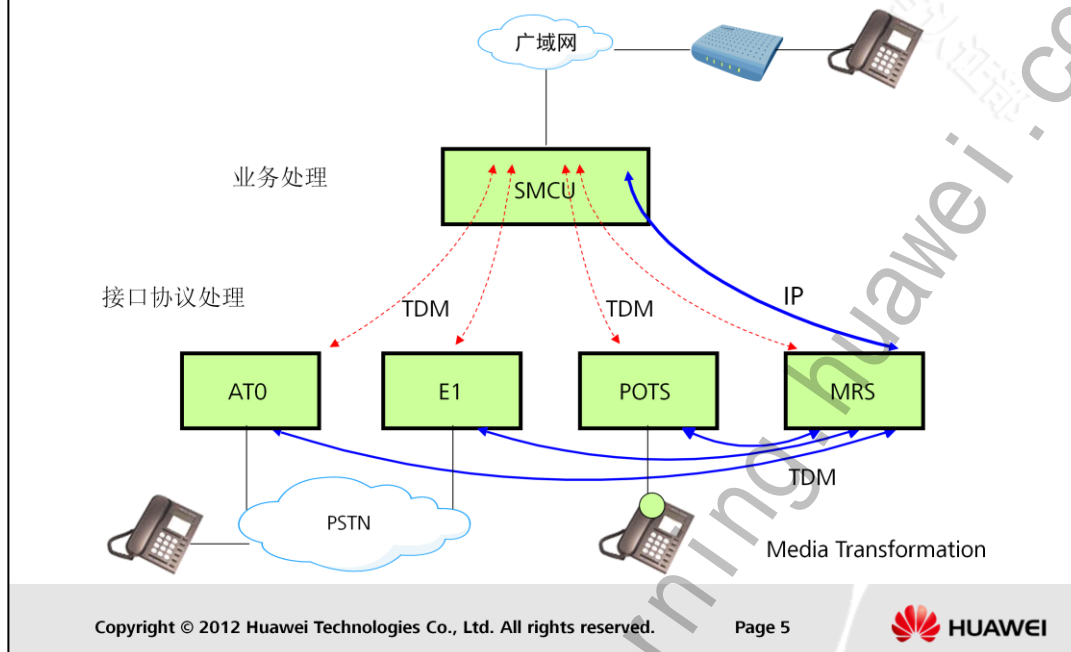 广域网
业务处理
SMCU
接口协议处理
TDM
TDM
IP
AT0
E1
POTS
MRS
TDM
PSTN
Media Transformation
Copyright © 2012 Huawei Technologies Co., Ltd. All rights reserved.
Page 5
HUAWEI